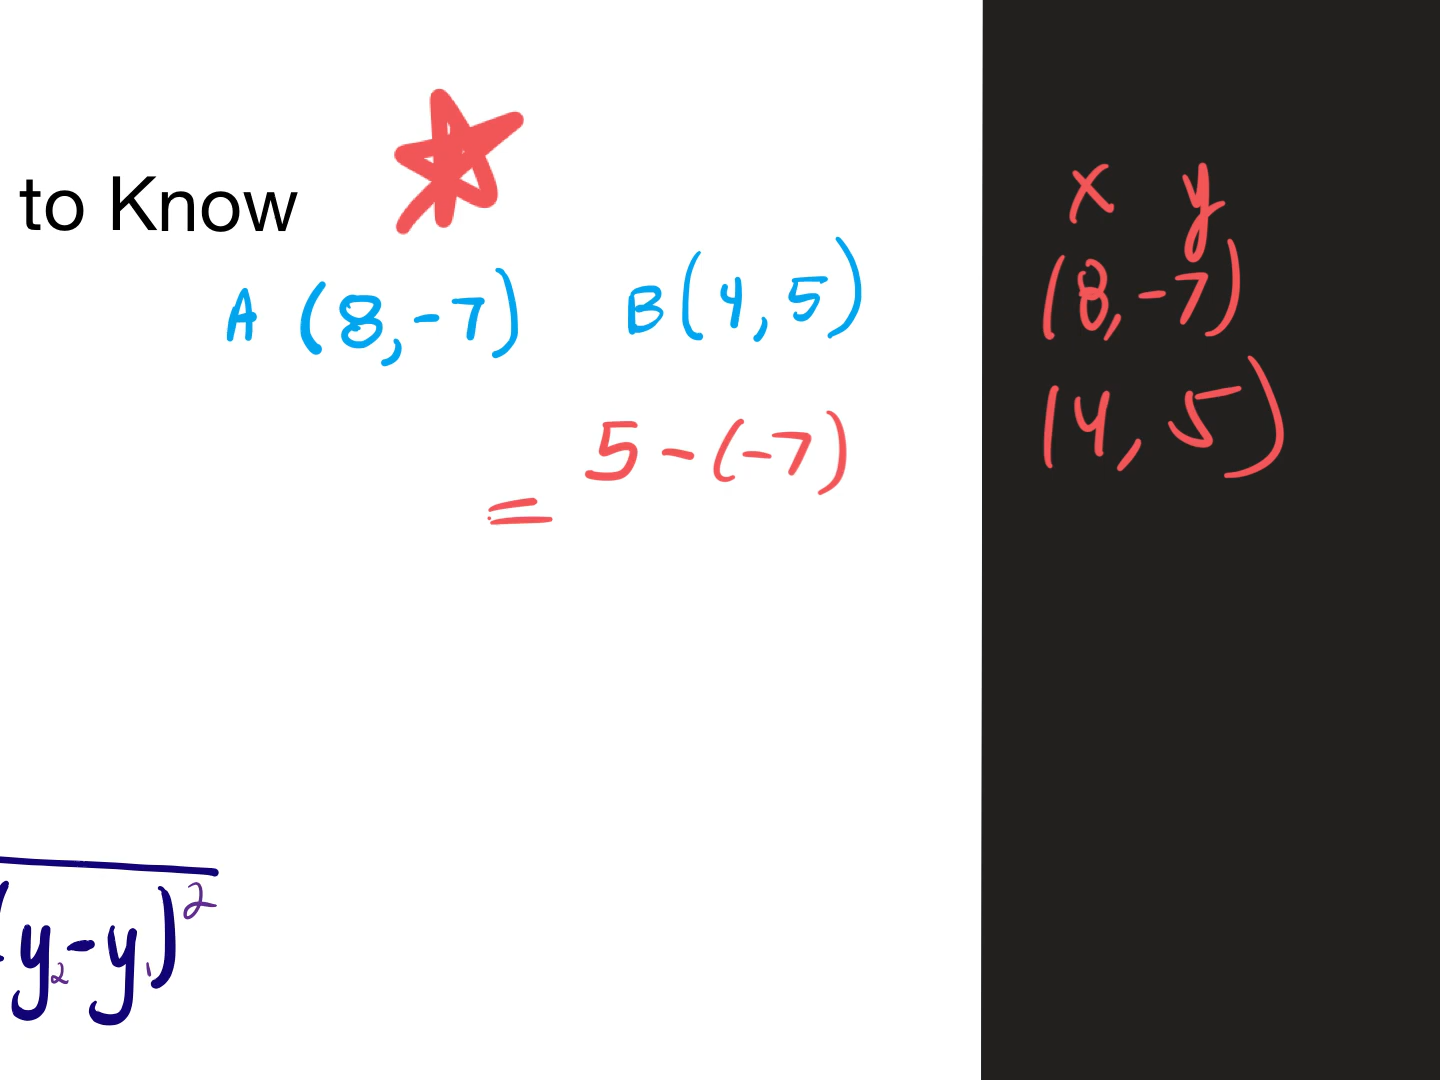 to Know
A (8, -7) B (4, 5)
5 - (-7)
=
(y₂ - y₁)²
x y
(8, -7)
(4, 5)